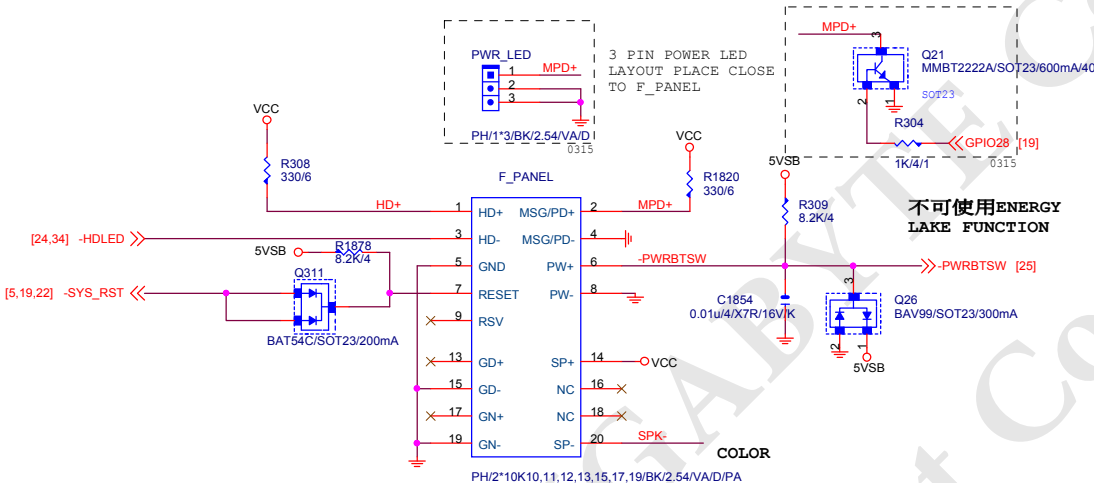 MPD+
3
Q21
MMBT2222A/SOT23/600mA/40
SOT23
2
1
R304
1K/4/1
GPIO28 [19]
0315
PWR_LED
1
2
3
MPD+
3 PIN POWER LED
LAYOUT PLACE CLOSE
TO F_PANEL
PH/1*3/BK/2.54/VA/D
0315
VCC
R308
330/6
VCC
R1820
330/6
5VSB
R309
8.2K/4
不可使用ENERGY
LAKE FUNCTION
F_PANEL
HD+ 1 HD+ MSG/PD+ 2 MPD+
[24,34] -HDLED 3 HD- MSG/PD- 4
5 GND PW+ 6 -PWRBTSW -PWRBTSW [25]
5VSB
R1878
8.2K/4
Q311
[5,19,22] -SYS_RST 7 RESET PW- 8
BAT54C/SOT23/200mA
9 RSV
13 GD+ SP+ 14 VCC
15 GD- NC 16
17 GN+ NC 18
19 GN- SP- 20 SPK-
COLOR
C1854
0.01u/4/X7R/16V/K
3
Q26
BAV99/SOT23/300mA
2
1
5VSB
PH/2*10K10,11,12,13,15,17,19/BK/2.54/VA/D/PA